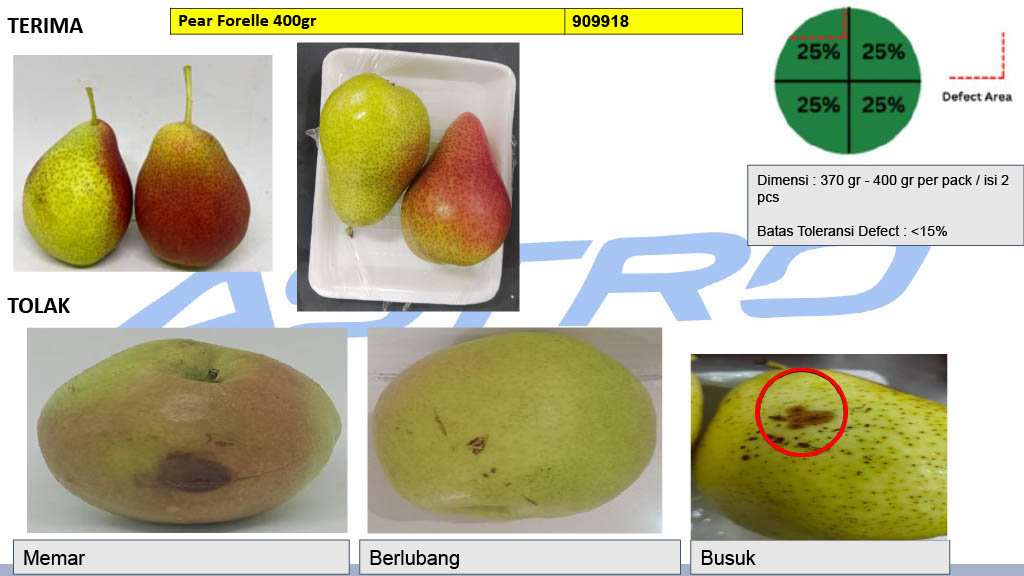 TERIMA
Pear Forelle 400gr 909918
25% 25%
25% 25%
Defect Area
Dimensi : 370 gr - 400 gr per pack / isi 2
pcs
Batas Toleransi Defect : <15%
ASTRO
TOLAK
Memar Berlubang Busuk